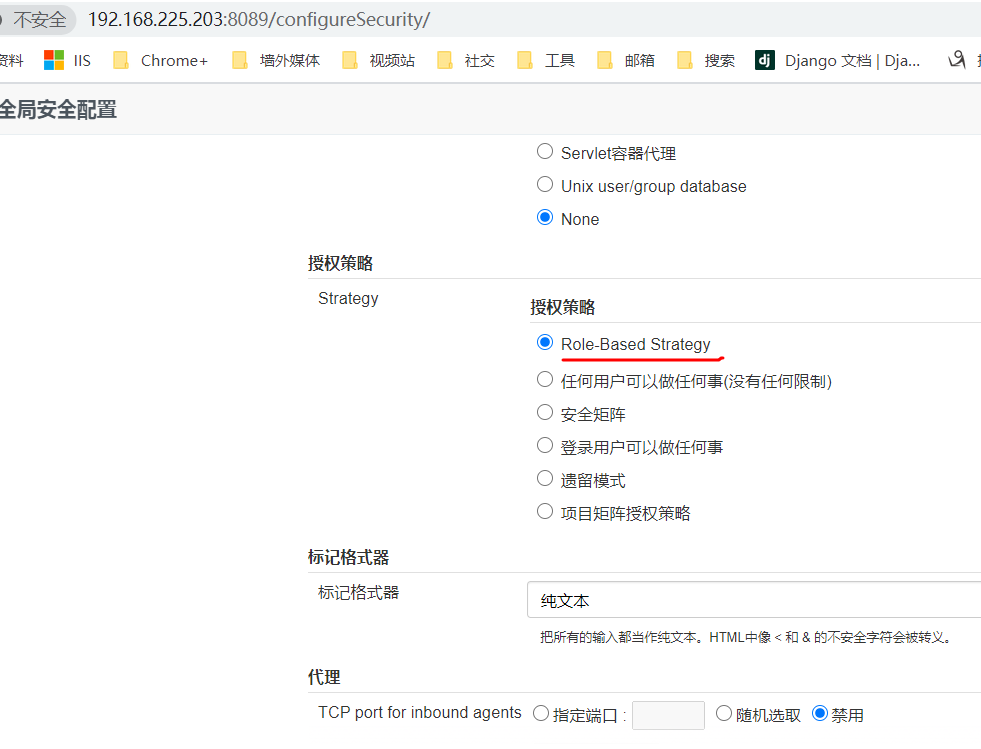 不安全 192.168.225.203:8089/configureSecurity/
资料 IIS Chrome+ 墙外媒体 视频站 社交 工具 邮箱 搜索 dj Django 文档 | Dja...
全局安全配置
Servlet容器代理
Unix user/group database
None
授权策略
Strategy
授权策略
Role-Based Strategy
任何用户可以做任何事(没有任何限制)
安全矩阵
登录用户可以做任何事
遗留模式
项目矩阵授权策略
标记格式器
标记格式器 纯文本
把所有的输入都当作纯文本。HTML中像 < 和 & 的不安全字符会被转义。
代理
TCP port for inbound agents 指定端口 : 随机选取 禁用